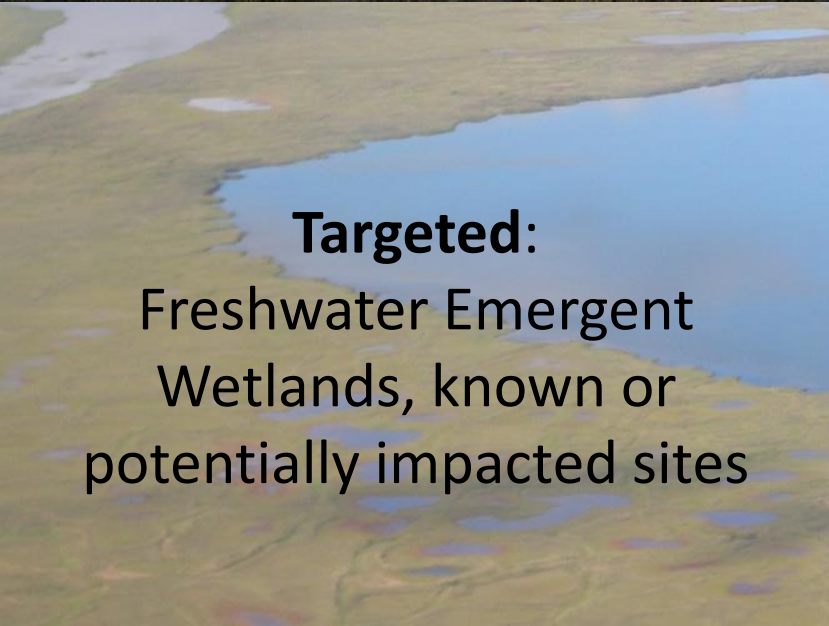 Targeted:
Freshwater Emergent
Wetlands, known or
potentially impacted sites